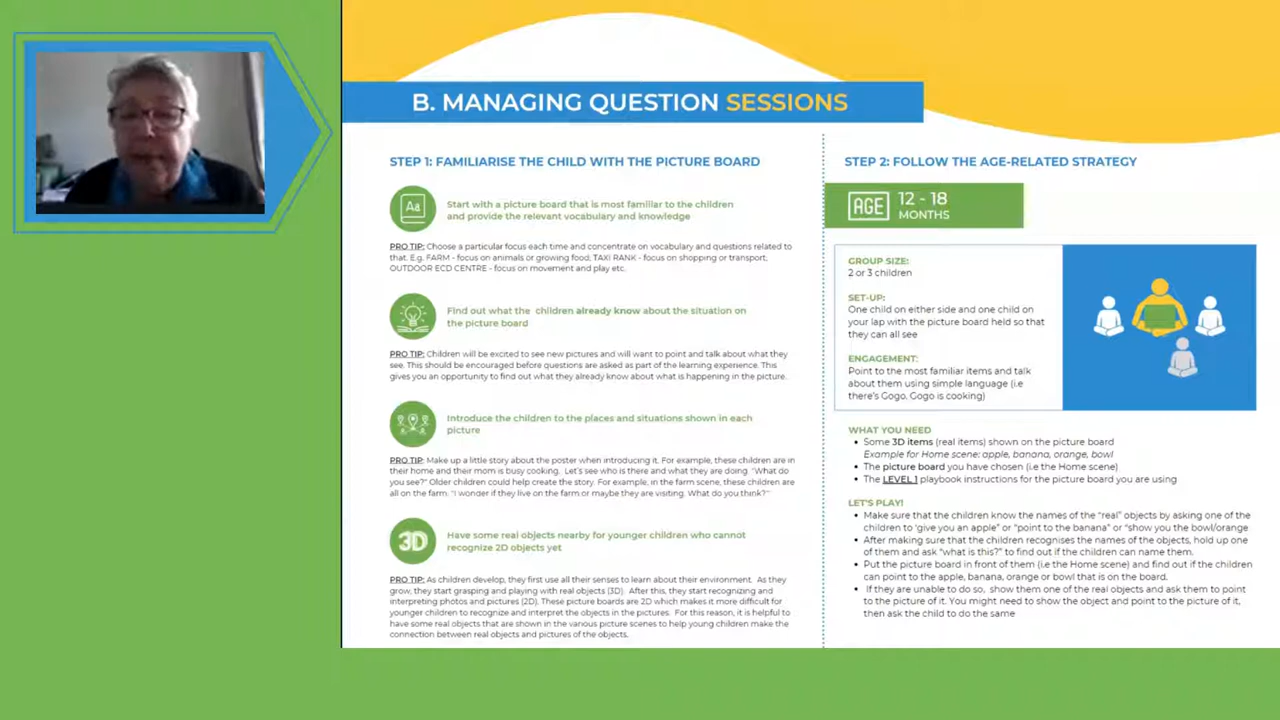 B. MANAGING QUESTION SESSIONS
STEP 1: FAMILIARISE THE CHILD WITH THE PICTURE BOARD
Aa
Start with a picture board that is most familiar to the children
and provide the relevant vocabulary and knowledge
PRO TIP: Choose a particular focus each time and concentrate on vocabulary and questions related to
that. E.g. FARM - focus on animals or growing food; TAXI RANK - focus on shopping or transport;
OUTDOOR ECD CENTRE - focus on movement and play etc.
Find out what the children already know about the situation on
the picture board
PRO TIP: Children will be excited to see new pictures and will want to point and talk about what they
see. This should be encouraged before questions are asked as part of the learning experience. This
gives you an opportunity to find out what they already know about what is happening in the picture.
Introduce the children to the places and situations shown in each
picture
PRO TIP: Make up a little story about the poster when introducing it. For example, these children are in
their home and their mom is busy cooking. Let's see who is there and what they are doing. "What do
you see?" Older children could help create the story. For example, in the farm scene, these children are
all on the farm. "I wonder if they live on the farm or maybe they are visiting. What do you think?"
3D
Have some real objects nearby for younger children who cannot
recognize 2D objects yet
PRO TIP: As children develop, they first use all their senses to learn about their environment. As they
grow, they start grasping and playing with real objects (3D). After this, they start recognizing and
interpreting photos and pictures (2D). These picture boards are 2D which makes it more difficult for
younger children to recognize and interpret the objects in the pictures. For this reason, it is helpful to
have some real objects that are shown in the various picture scenes to help young children make the
connection between real objects and pictures of the objects.
STEP 2: FOLLOW THE AGE-RELATED STRATEGY
AGE
12 - 18
MONTHS
GROUP SIZE:
2 or 3 children
SET-UP:
One child on either side and one child on
your lap with the picture board held so that
they can all see
ENGAGEMENT:
Point to the most familiar items and talk
about them using simple language (i.e
there's Gogo, Gogo is cooking)
WHAT YOU NEED
• Some 3D items (real items) shown on the picture board
Example for Home scene: apple, banana, orange, bowl
• The picture board you have chosen (i.e the Home scene)
• The LEVEL 1 playbook instructions for the picture board you are using
LET'S PLAY!
• Make sure that the children know the names of the "real" objects by asking one of the
children to 'give you an apple" or "point to the banana" or "show you the bowl/orange
• After making sure that the children recognises the names of the objects, hold up one
of them and ask "what is this?" to find out if the children can name them.
• Put the picture board in front of them (i.e the Home scene) and find out if the children
can point to the apple, banana, orange or bowl that is on the board.
• If they are unable to do so, show them one of the real objects and ask them to point
to the picture of it. You might need to show the object and point to the picture of it,
then ask the child to do the same